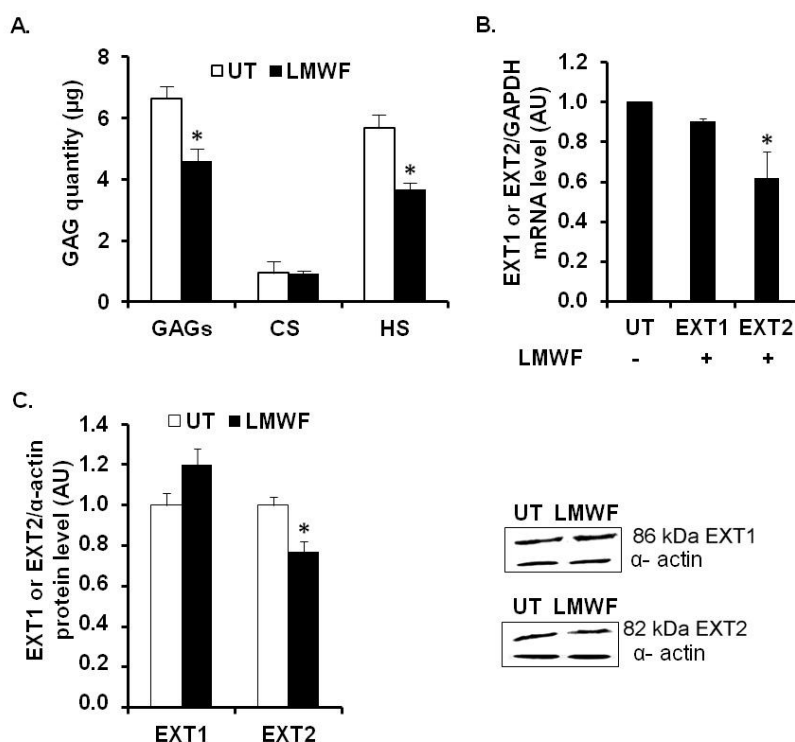 A.
UT LMWF
GAG quantity (µg)
8
6
4
2
0
*
*
GAGs CS HS
B.
EXT1 or EXT2/GAPDH
mRNA level (AU)
1.0
0.8
0.6
0.4
0.2
0.0
*
UT EXT1 EXT2
LMWF - + +
C.
UT LMWF
EXT1 or EXT2/α-actin
protein level (AU)
1.4
1.2
1.0
0.8
0.6
0.4
0.2
0.0
*
EXT1 EXT2
UT LMWF
86 kDa EXT1
α- actin
UT LMWF
82 kDa EXT2
α- actin